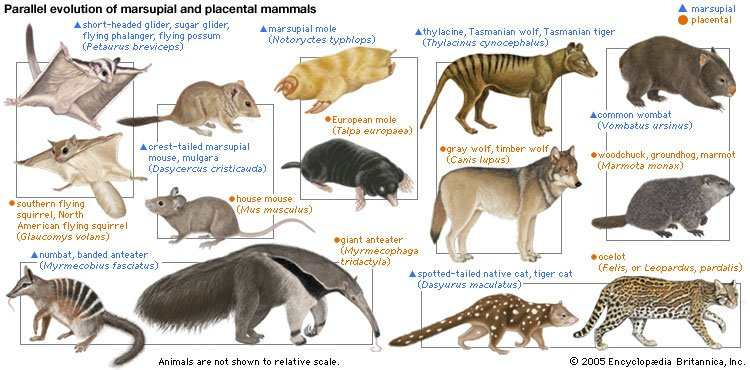 Parallel evolution of marsupial and placental mammals
▲ marsupial
● placental
▲short-headed glider, sugar glider,
flying phalanger, flying possum
(Petaurus breviceps)
▲marsupial mole
(Notoryctes typhlops)
▲thylacine, Tasmanian wolf, Tasmanian tiger
(Thylacinus cynocephalus)
▲common wombat
(Vombatus ursinus)
●European mole
(Talpa europaea)
▲crest-tailed marsupial
mouse, mulgara
(Dasycercus cristicauda)
●gray wolf, timber wolf
(Canis lupus)
●woodchuck, groundhog, marmot
(Marmota monax)
●southern flying
squirrel, North
American flying squirrel
(Glaucomys volans)
●house mouse
(Mus musculus)
▲numbat, banded anteater
(Myrmecobius fasciatus)
●giant anteater
(Myrmecophaga
tridactyla)
▲spotted-tailed native cat, tiger cat
(Dasyurus maculatus)
●ocelot
(Felis, or Leopardus, pardalis)
Animals are not shown to relative scale.
© 2005 Encyclopædia Britannica, Inc.